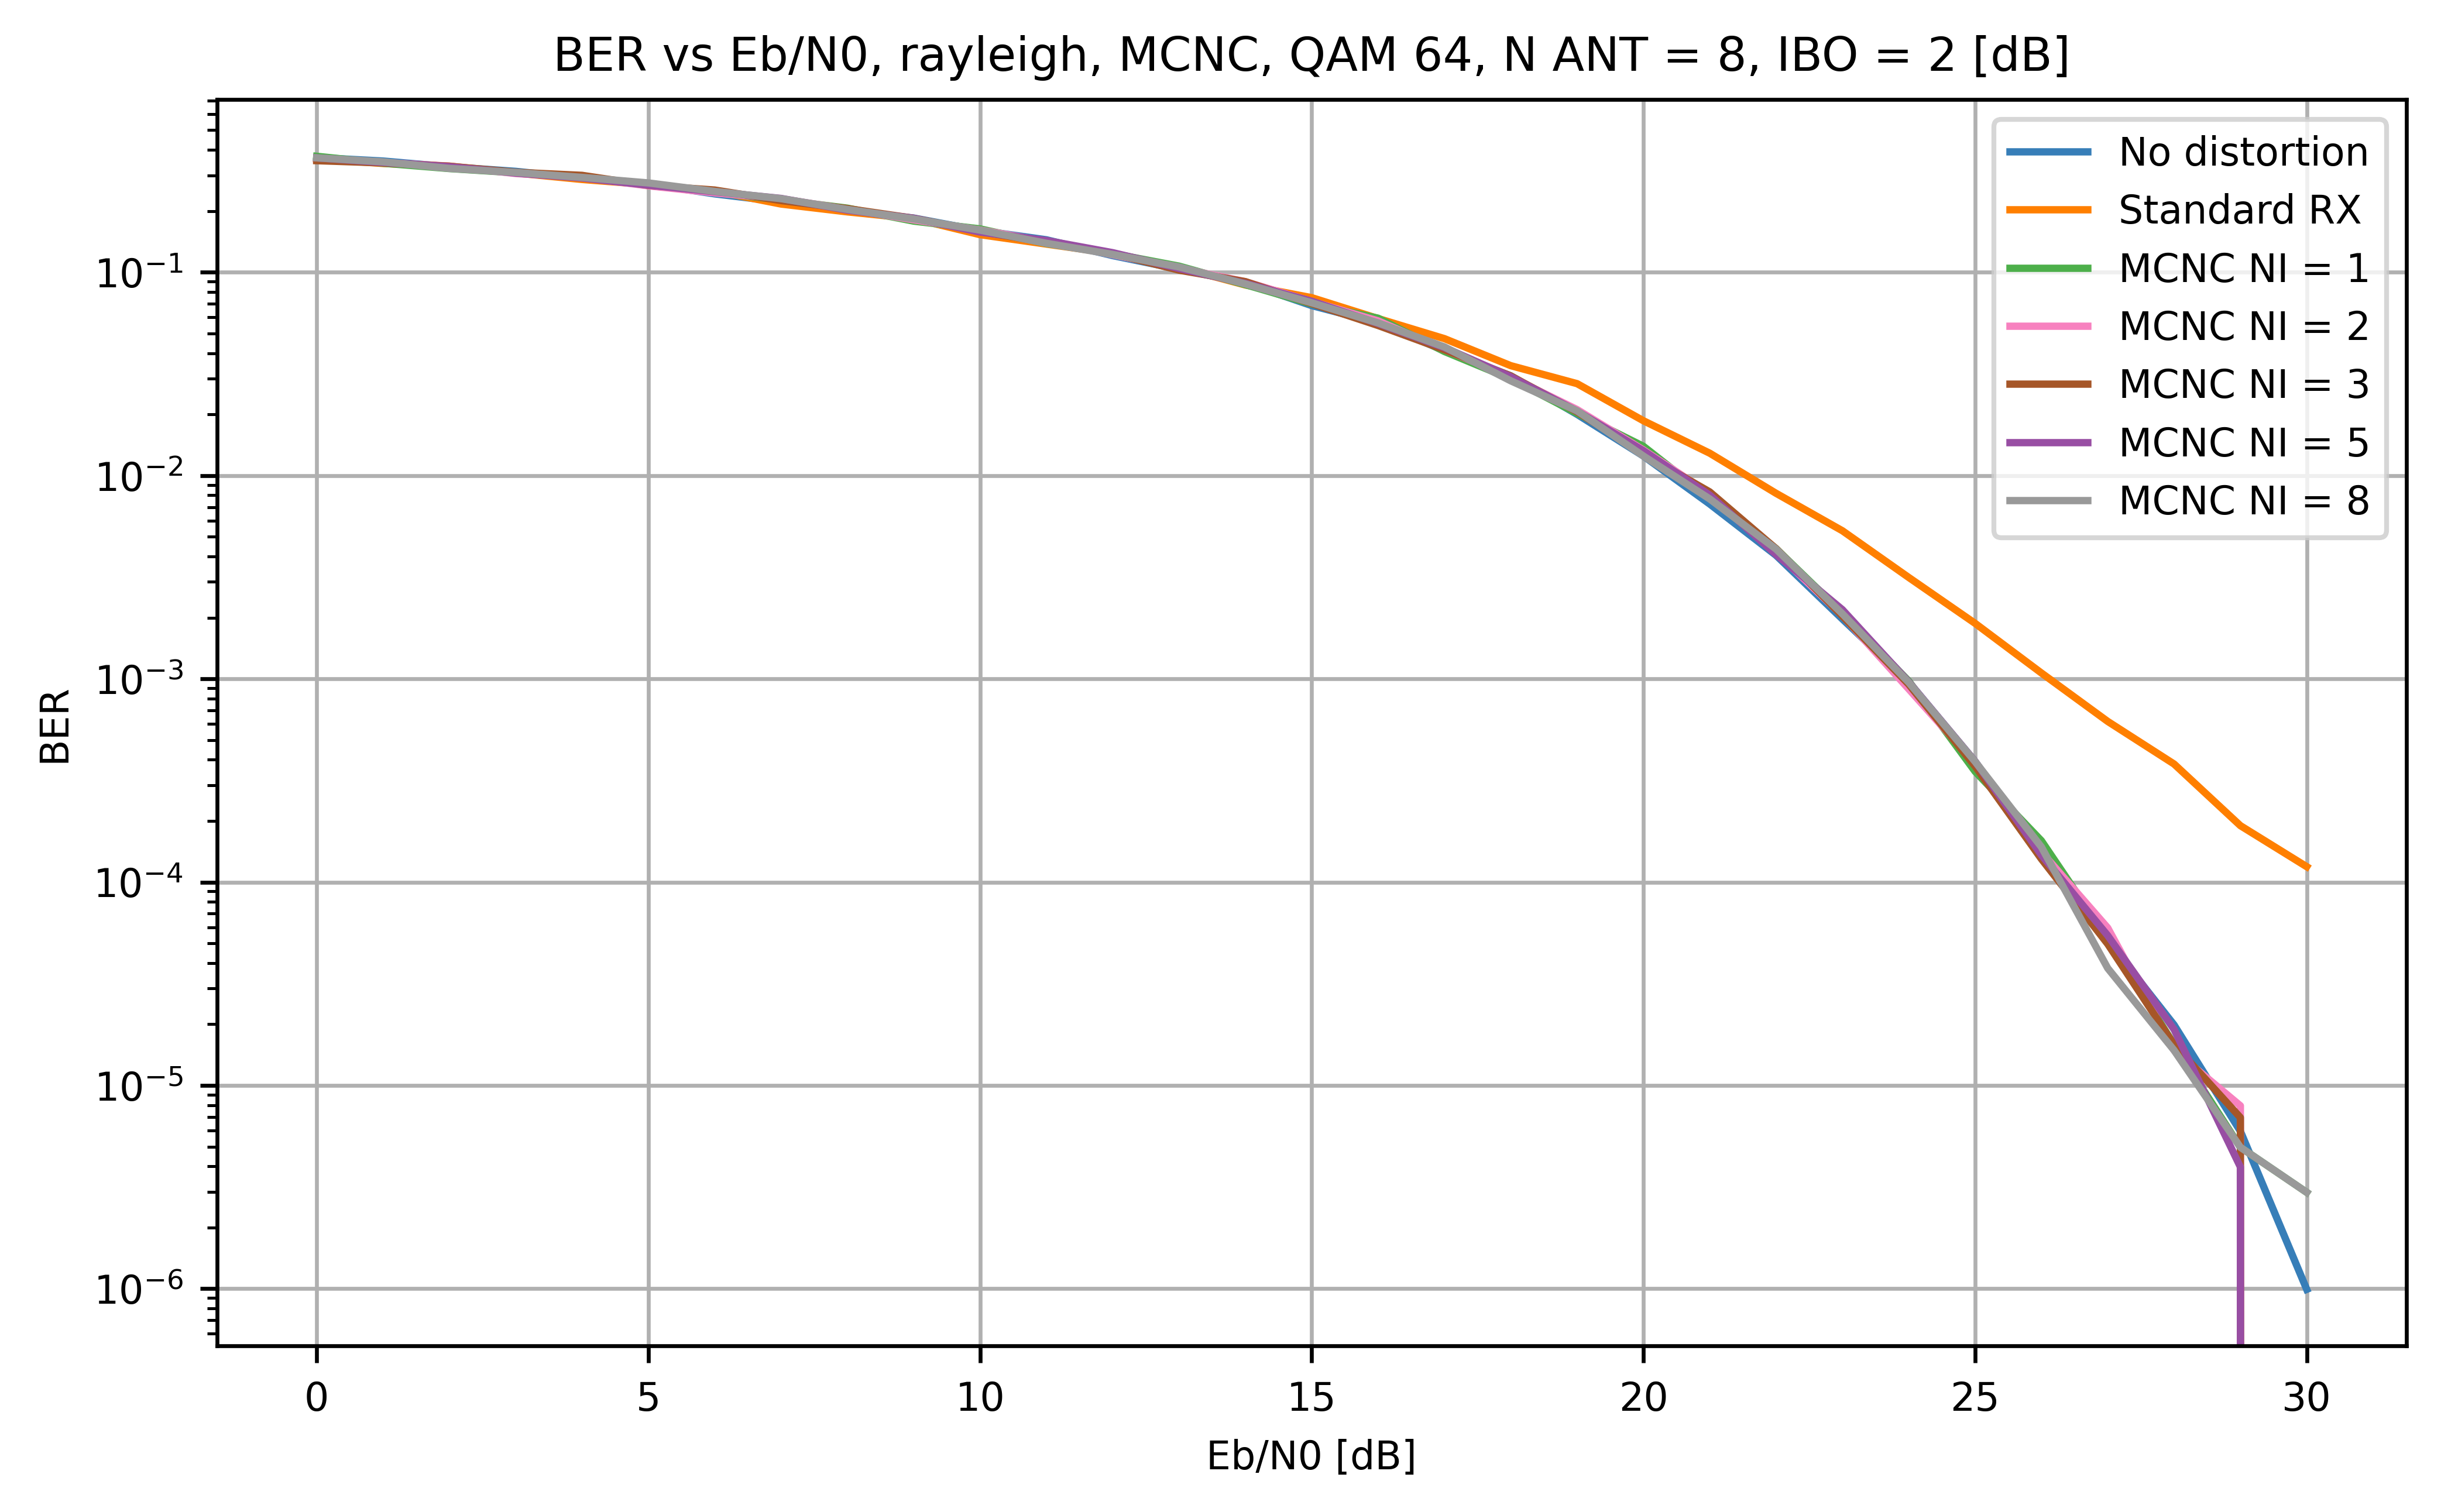 BER vs Eb/N0, rayleigh, MCNC, QAM 64, N ANT = 8, IBO = 2 [dB]
No distortion
Standard RX
MCNC NI = 1
MCNC NI = 2
MCNC NI = 3
MCNC NI = 5
MCNC NI = 8
BER
10⁻¹
10⁻²
10⁻³
10⁻⁴
10⁻⁵
10⁻⁶
0 5 10 15 20 25 30
Eb/N0 [dB]